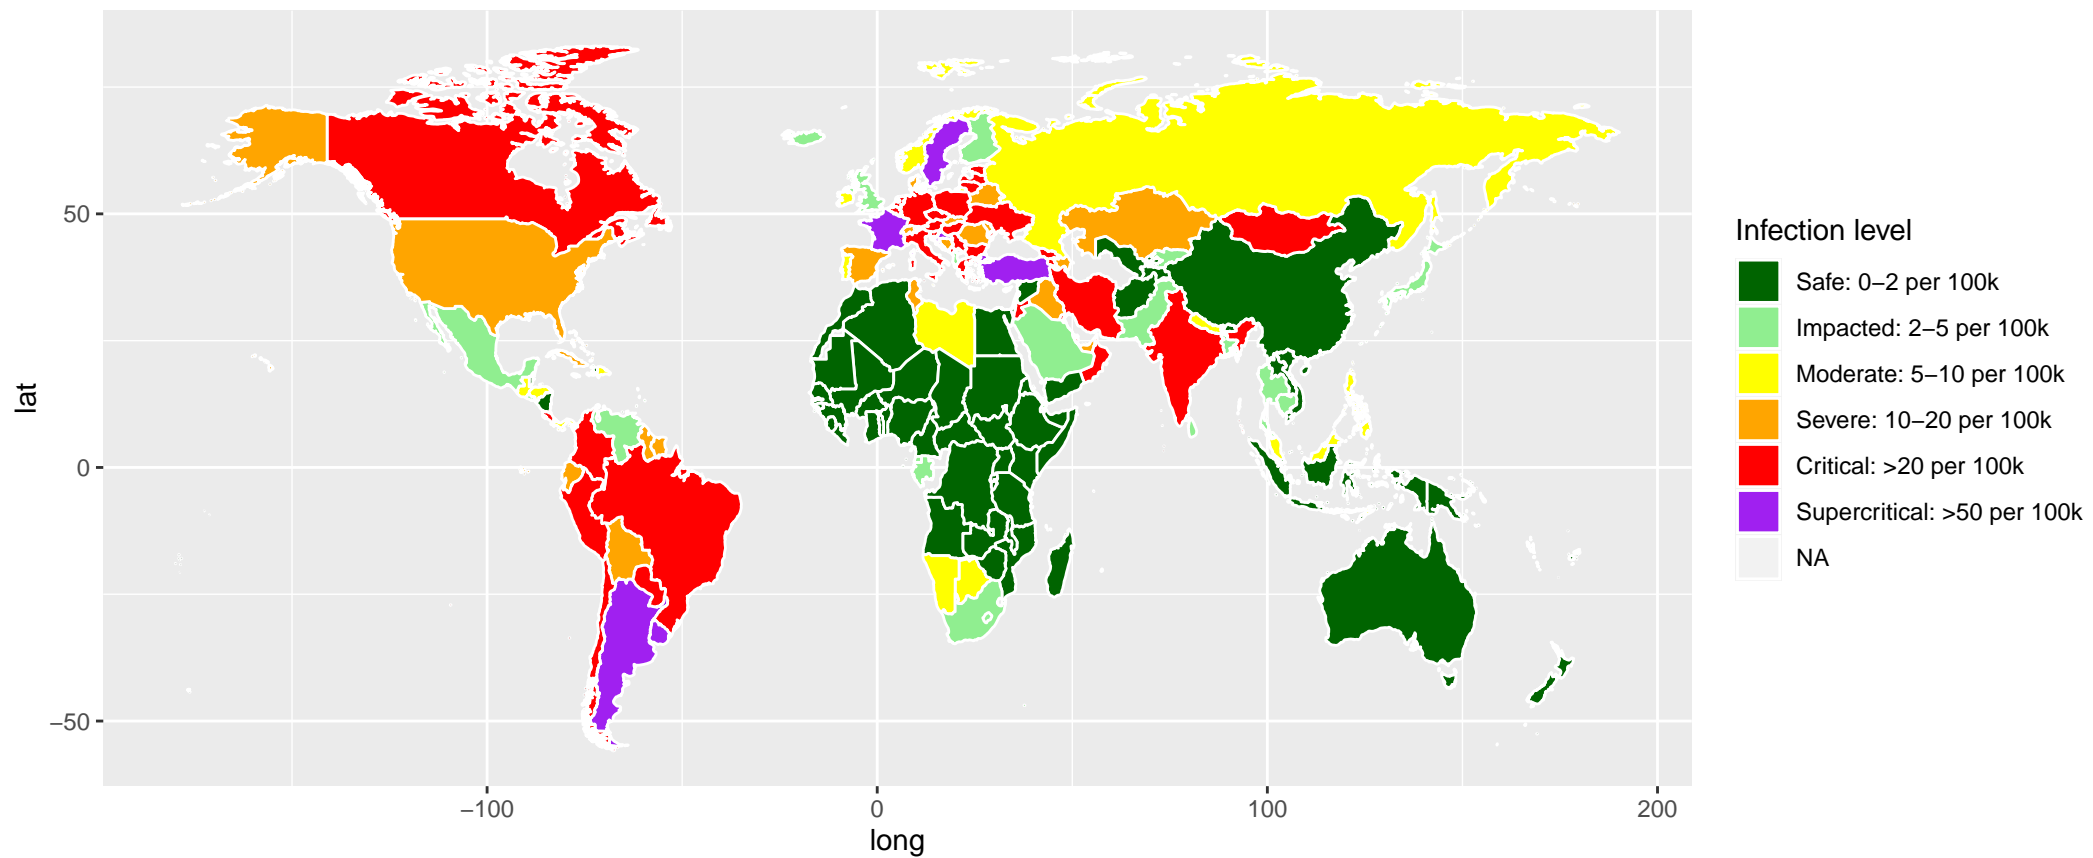 50
0
−50
lat
−100
0
100
200
long
Infection level
Safe: 0−2 per 100k
Impacted: 2−5 per 100k
Moderate: 5−10 per 100k
Severe: 10−20 per 100k
Critical: >20 per 100k
Supercritical: >50 per 100k
NA